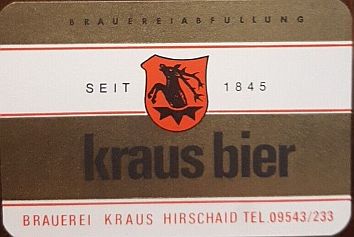 BRAUEREIABFULLUNG
SEIT 1845
kraus bier
BRAUEREI KRAUS HIRSCHAID TEL. 09543/233